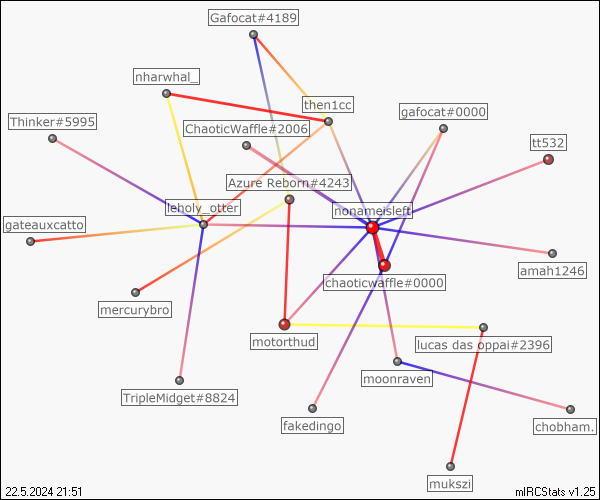 Gafocat#4189
nharwhal_
then1cc
gafocat#0000
Thinker#5995
ChaoticWaffle#2006
tt532
Azure Reborn#4243
leholy_otter
nonameisleft
gateauxcatto
amah1246
chaoticwaffle#0000
mercurybro
motorthud
lucas das oppai#2396
moonraven
TripleMidget#8824
fakedingo
chobham.
mukszi
22.5.2024 21:51
mIRCStats v1.25